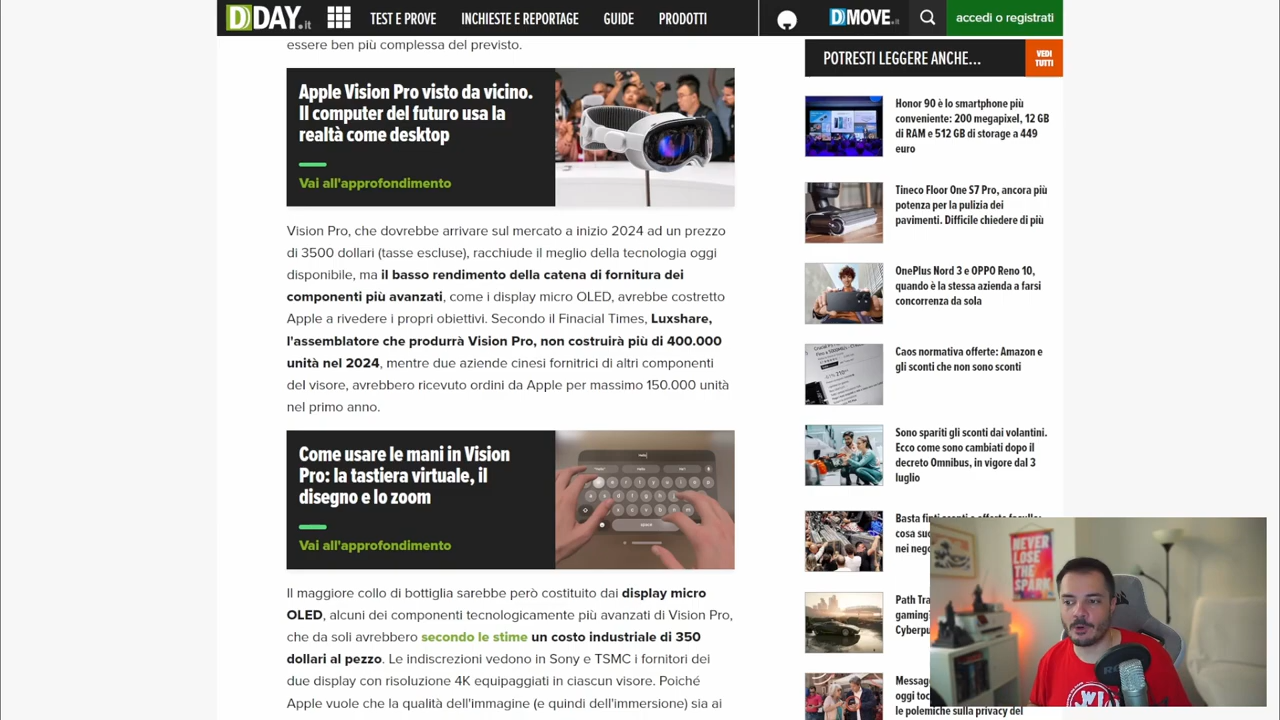 DDAY.it
TEST E PROVE
INCHIESTE E REPORTAGE
GUIDE
PRODOTTI
DMOVE.it
accedi o registrati
essere ben più complessa del previsto.
Apple Vision Pro visto da vicino.
Il computer del futuro usa la
realtà come desktop
Vai all'approfondimento
Vision Pro, che dovrebbe arrivare sul mercato a inizio 2024 ad un prezzo
di 3500 dollari (tasse escluse), racchiude il meglio della tecnologia oggi
disponibile, ma il basso rendimento della catena di fornitura dei
componenti più avanzati, come i display micro OLED, avrebbe costretto
Apple a rivedere i propri obiettivi. Secondo il Finacial Times, Luxshare,
l'assemblatore che produrrà Vision Pro, non costruirà più di 400.000
unità nel 2024, mentre due aziende cinesi fornitrici di altri componenti
del visore, avrebbero ricevuto ordini da Apple per massimo 150.000 unità
nel primo anno.
Come usare le mani in Vision
Pro: la tastiera virtuale, il
disegno e lo zoom
Vai all'approfondimento
Il maggiore collo di bottiglia sarebbe però costituito dai display micro
OLED, alcuni dei componenti tecnologicamente più avanzati di Vision Pro,
che da soli avrebbero secondo le stime un costo industriale di 350
dollari al pezzo. Le indiscrezioni vedono in Sony e TSMC i fornitori dei
due display con risoluzione 4K equipaggiati in ciascun visore. Poiché
Apple vuole che la qualità dell'immagine (e quindi dell'immersione) sia ai
POTRESTI LEGGERE ANCHE...
VEDI
TUTTI
Honor 90 è lo smartphone più
conveniente: 200 megapixel, 12 GB
di RAM e 512 GB di storage a 449
euro
Tineco Floor One S7 Pro, ancora più
potenza per la pulizia dei
pavimenti. Difficile chiedere di più
OnePlus Nord 3 e OPPO Reno 10,
quando è la stessa azienda a farsi
concorrenza da sola
Caos normativa offerte: Amazon e
gli sconti che non sono sconti
Sono spariti gli sconti dai volantini.
Ecco come sono cambiati dopo il
decreto Omnibus, in vigore dal 3
luglio
Basta finti sconti e offerte
cosa
nei
Path
gaming
Cyberpu
Messag
oggi
le polemiche sulla privacy del
NEVER
LOSE
THE
SPARK